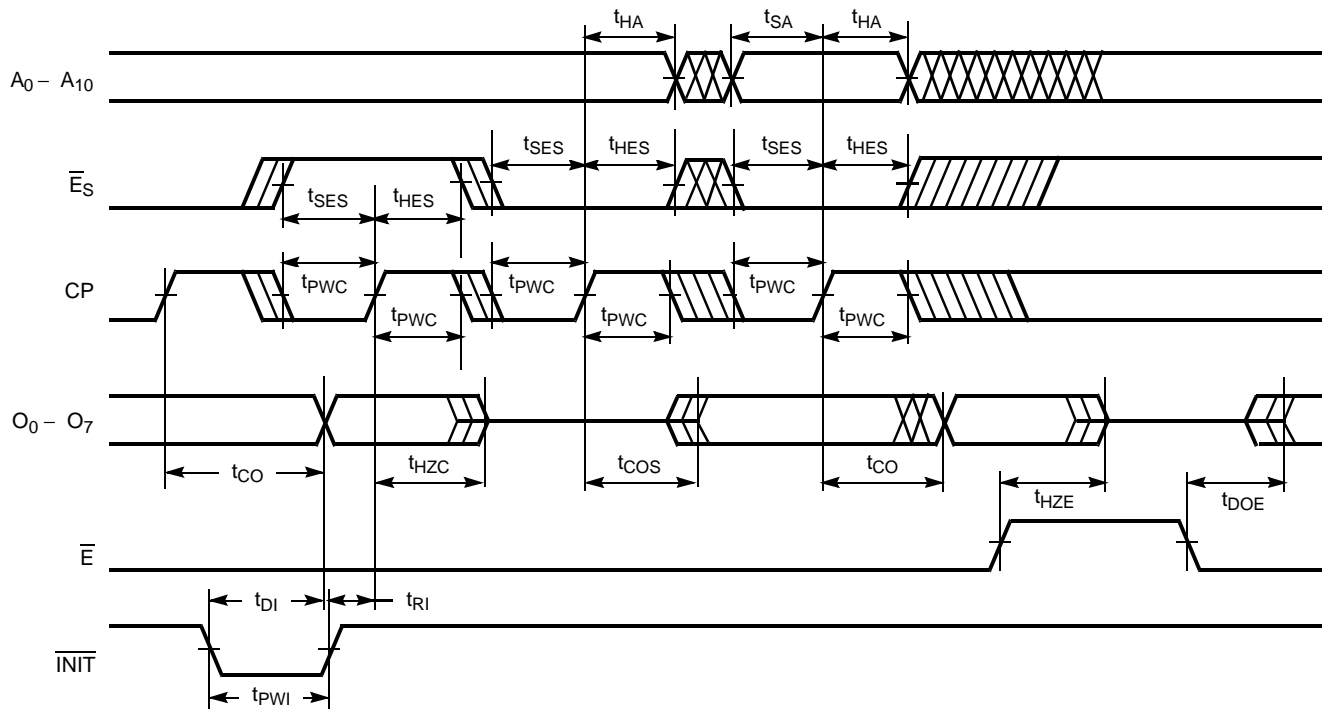 tHA tSA tHA
A0 – A10
tSES tHES tSES tHES
ES
tSES tHES
CP
tPWC tPWC tPWC
tPWC tPWC tPWC
O0 – O7
tCO tHZC tCOS tCO tHZE tDOE
E
tDI tRI
INIT
tPWI